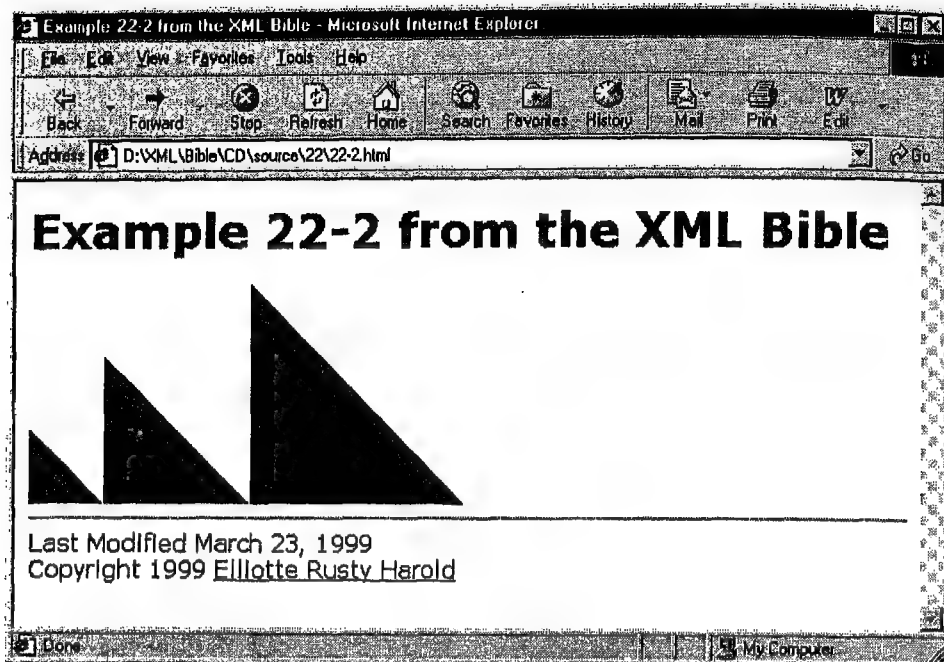 Example 22-2 from the XML Bible - Microsoft Internet Explorer
File Edit View Favorites Tools Help
Back Forward Stop Refresh Home Search Favorites History Mail Print Edit
Address D:\XML\Bible\CD\source\22\22-2.html Go
Example 22-2 from the XML Bible
Last Modified March 23, 1999
Copyright 1999 Elliotte Rusty Harold
Done My Computer